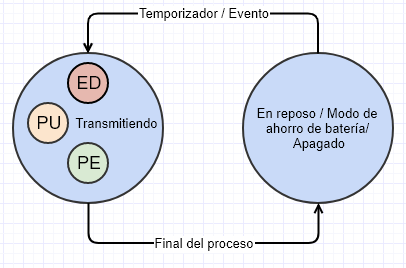 Temporizador / Evento
ED
PU
Transmitiendo
PE
En reposo / Modo de
ahorro de batería/
Apagado
Final del proceso